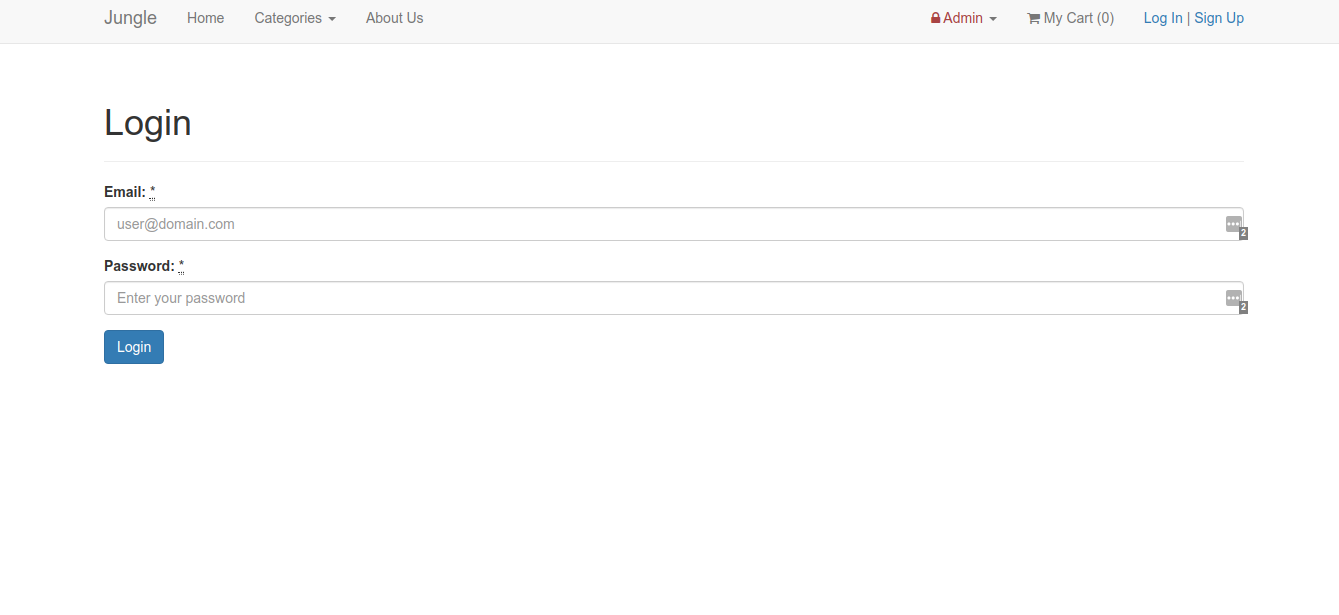 Jungle Home Categories About Us Admin My Cart (0) Log In | Sign Up
Login
Email: *
user@domain.com
2
Password: *
Enter your password
2
Login